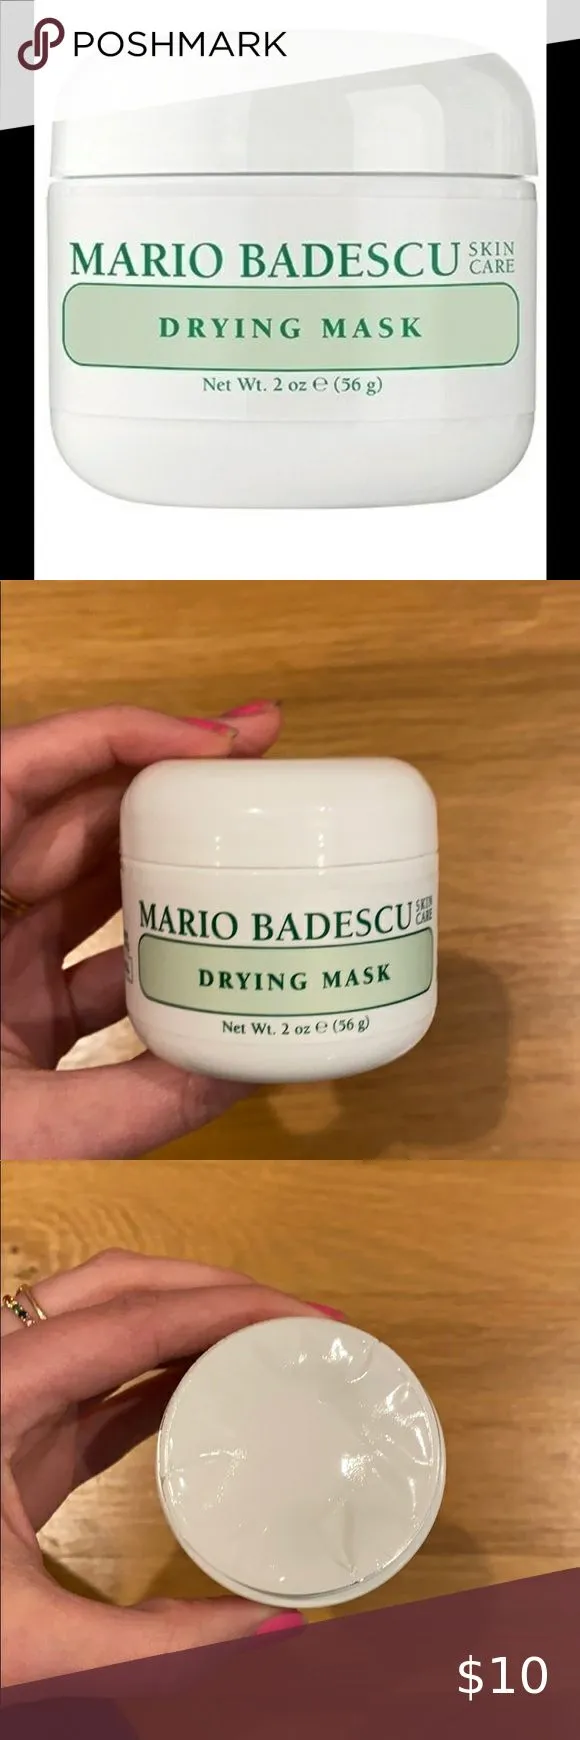 POSHMARK
MARIO BADESCU SKIN CARE
DRYING MASK
Net Wt. 2 oz ℮ (56 g)
MARIO BADESCU SKIN CARE
DRYING MASK
Net Wt. 2 oz ℮ (56 g)
$10